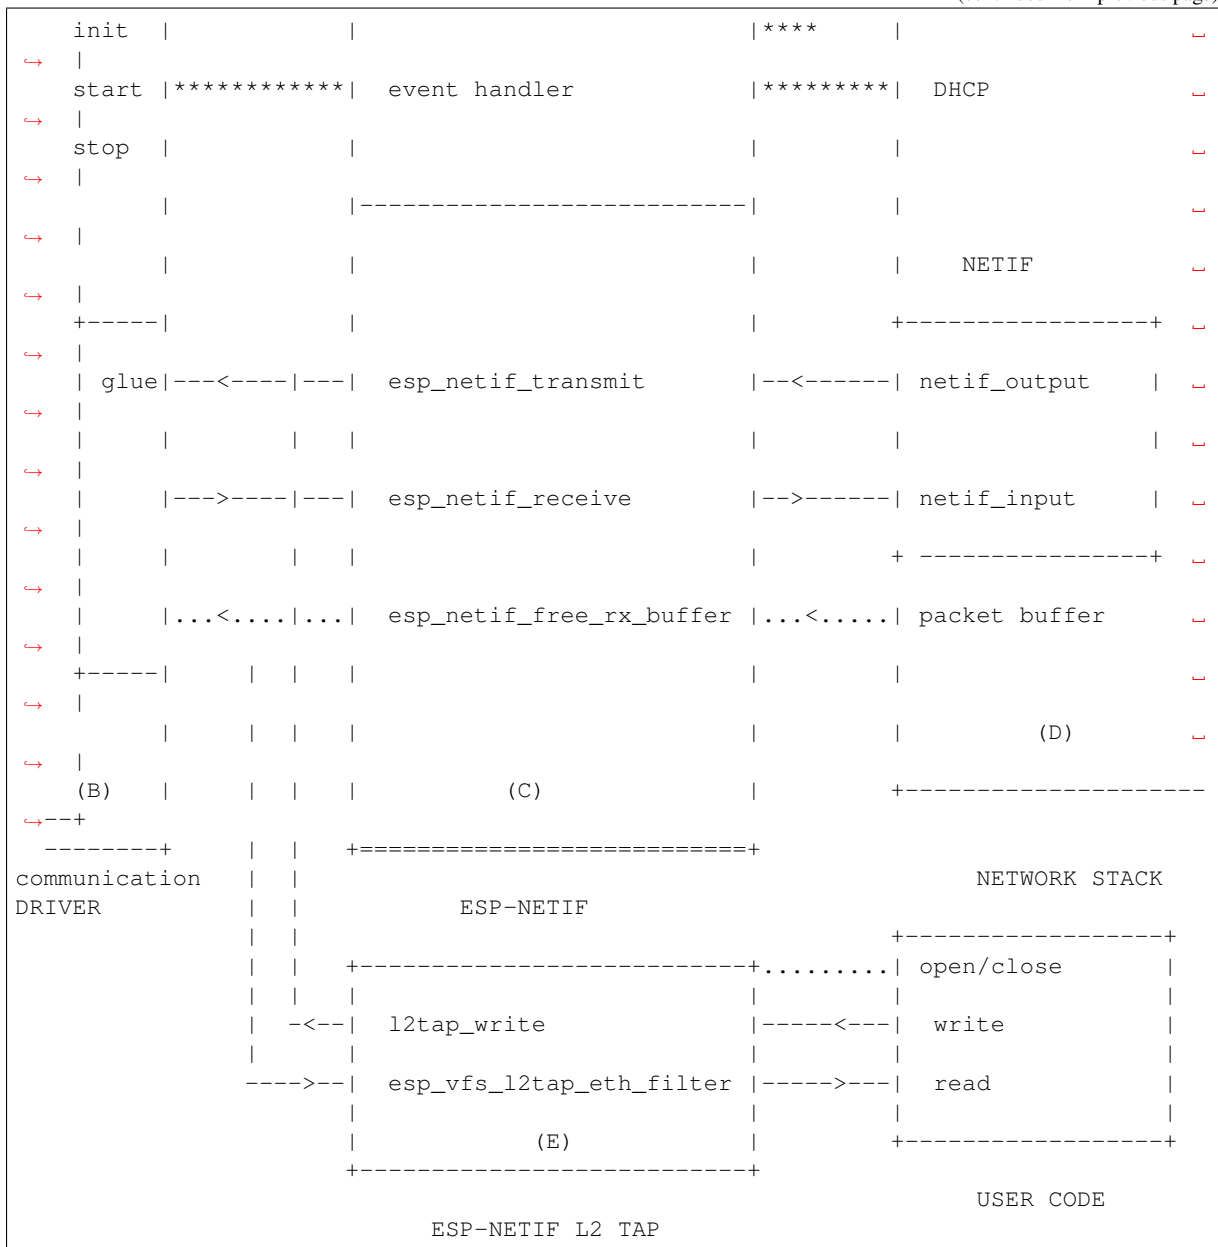 init  |            |                           |****     |                    ␣
↪  |
start |************|  event handler            |*********|  DHCP              ␣
↪  |
stop  |            |                           |         |                    ␣
↪  |
      |            |---------------------------|         |                    ␣
↪  |
      |            |                           |         |    NETIF           ␣
↪  |
+-----|            |                           |         +-----------------+  ␣
↪  |
| glue|---<----|---|  esp_netif_transmit       |--<------| netif_output    |  ␣
↪  |
|     |        |   |                           |         |                 |  ␣
↪  |
|     |--->----|---|  esp_netif_receive        |-->------| netif_input     |  ␣
↪  |
|     |        |   |                           |         + ----------------+  ␣
↪  |
|     |...<....|...|  esp_netif_free_rx_buffer |...<.....| packet buffer      ␣
↪  |
+-----|     |  |   |                           |         |                    ␣
↪  |
      |     |  |   |                           |         |         (D)        ␣
↪  |
(B)   |     |  |   |          (C)              |         +---------------------
↪--+
--------+     |  |   +===========================+
communication   |  |                                               NETWORK STACK
DRIVER          |  |           ESP-NETIF
                |  |                                         +------------------+
                |  |   +---------------------------+.........| open/close       |
                |  |   |                           |         |                  |
                |  -<--|  l2tap_write              |-----<---|  write           |
                |      |                           |         |                  |
                ---->--|  esp_vfs_l2tap_eth_filter |----->---|  read            |
                       |                           |         |                  |
                       |            (E)            |         +------------------+
                       +---------------------------+
                                                                  USER CODE
                            ESP-NETIF L2 TAP